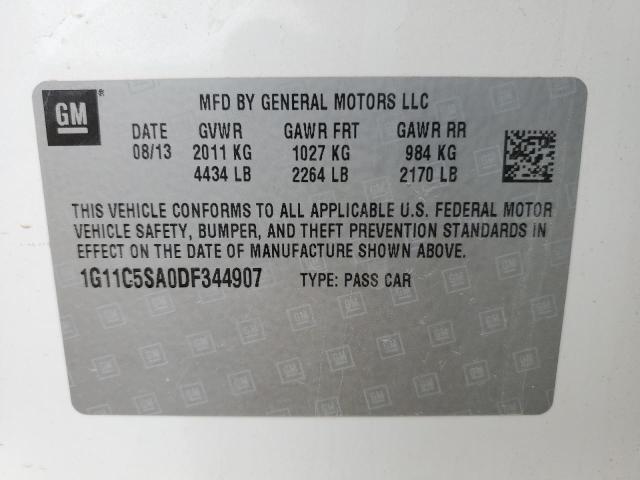 GM
MFD BY GENERAL MOTORS LLC
DATE GVWR GAWR FRT GAWR RR
08/13 2011 KG 1027 KG 984 KG
4434 LB 2264 LB 2170 LB
THIS VEHICLE CONFORMS TO ALL APPLICABLE U.S. FEDERAL MOTOR
VEHICLE SAFETY, BUMPER, AND THEFT PREVENTION STANDARDS IN
EFFECT ON THE DATE OF MANUFACTURE SHOWN ABOVE.
1G11C5SA0DF344907 TYPE: PASS CAR